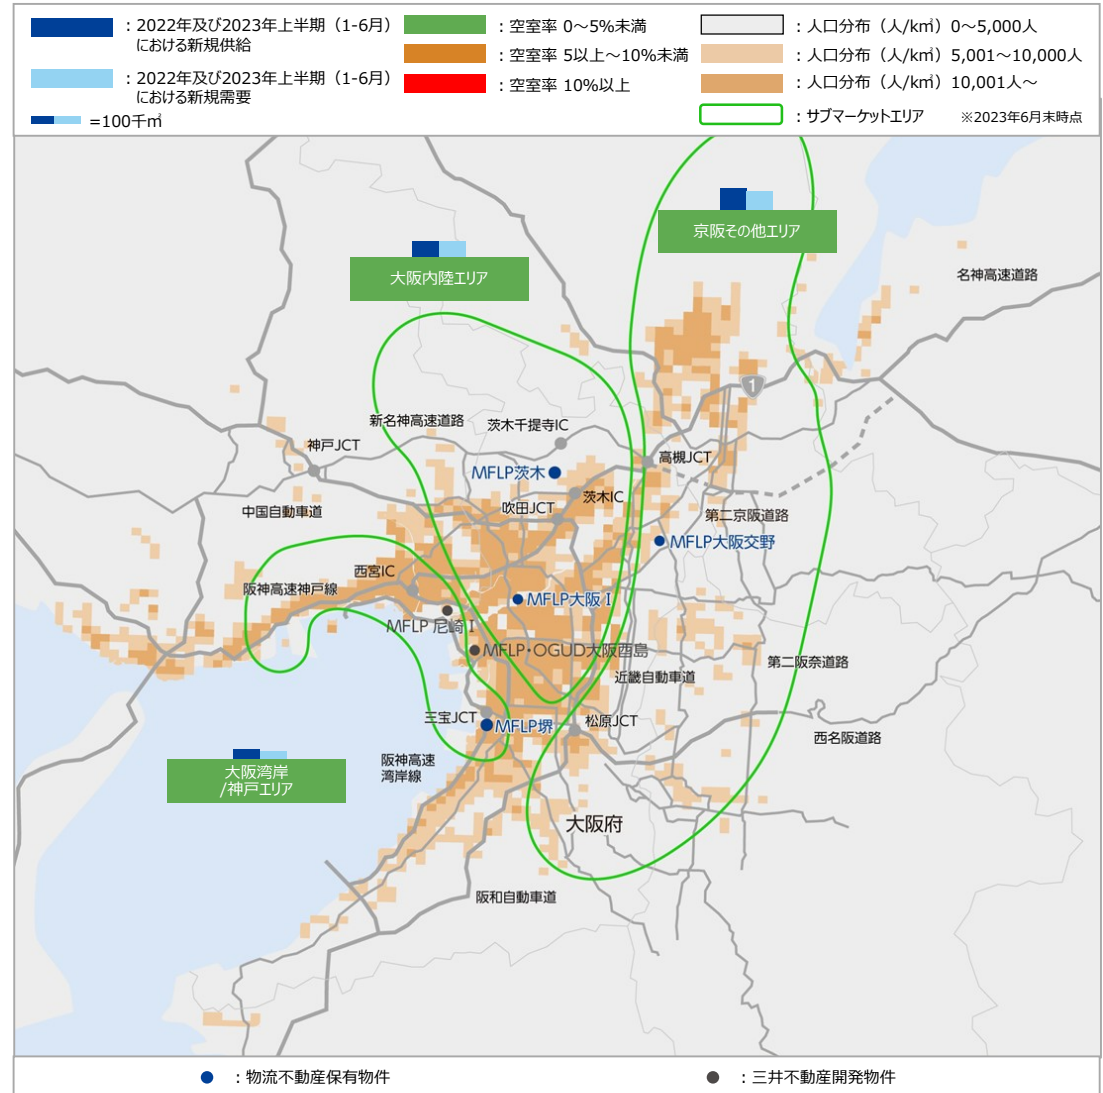 ：2022年及び2023年上半期（1-6月）
における新規供給
：2022年及び2023年上半期（1-6月）
における新規需要
=100千㎡
：空室率 0～5%未満
：空室率 5以上～10%未満
：空室率 10%以上
：人口分布（人/k㎡）0～5,000人
：人口分布（人/k㎡）5,001～10,000人
：人口分布（人/k㎡）10,001人～
：サブマーケットエリア
※2023年6月末時点
京阪その他エリア
大阪内陸エリア
名神高速道路
1
新名神高速道路
茨木千提寺IC
神戸JCT
高槻JCT
MFLP茨木
茨木IC
吹田JCT
中国自動車道
第二京阪道路
MFLP大阪交野
西宮IC
阪神高速神戸線
MFLP大阪Ⅰ
MFLP 尼崎Ⅰ
MFLP・OGUD大阪酉島
第二阪奈道路
近畿自動車道
三宝JCT
MFLP堺
松原JCT
西名阪道路
阪神高速
湾岸線
大阪湾岸
/神戸エリア
大阪府
阪和自動車道
：物流不動産保有物件
：三井不動産開発物件